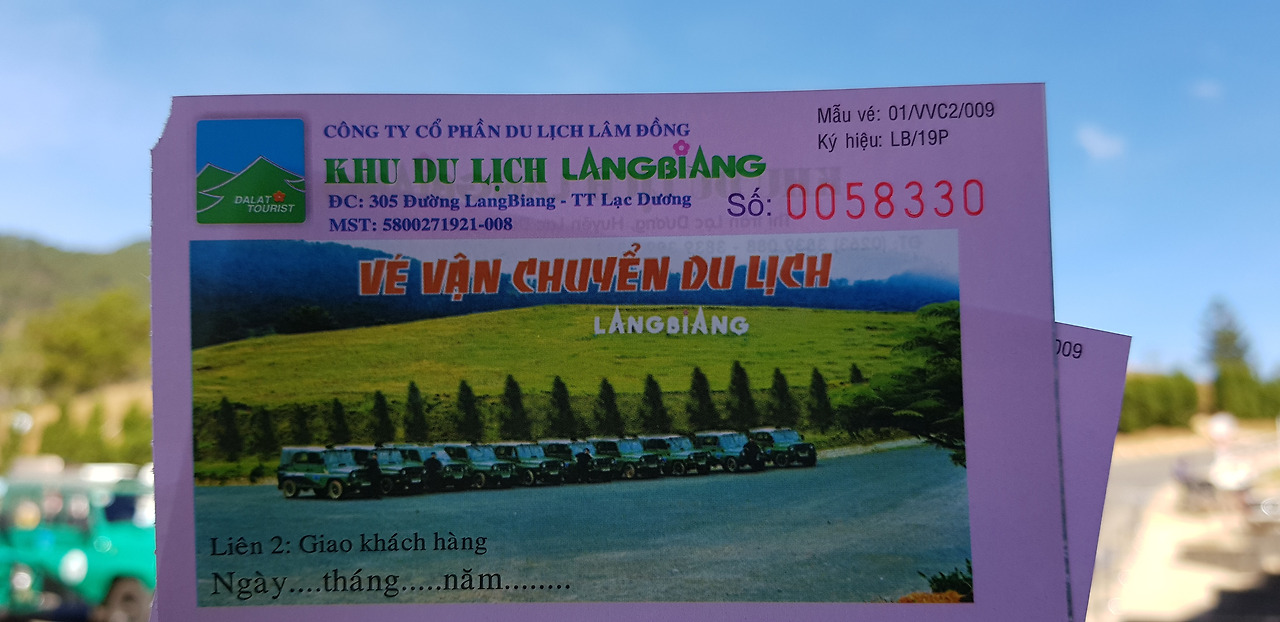 CÔNG TY CỔ PHẦN DU LỊCH LÂM ĐỒNG
KHU DU LỊCH LANGBIANG
ĐC: 305 Đường LangBiang - TT Lạc Dương
MST: 5800271921-008
DALAT
TOURIST
Mẫu vé: 01/VVC2/009
Ký hiệu: LB/19P
Số: 0058330
VÉ VẬN CHUYỂN DU LỊCH
LANGBIANG
Liên 2: Giao khách hàng
Ngày....tháng.....năm........
009